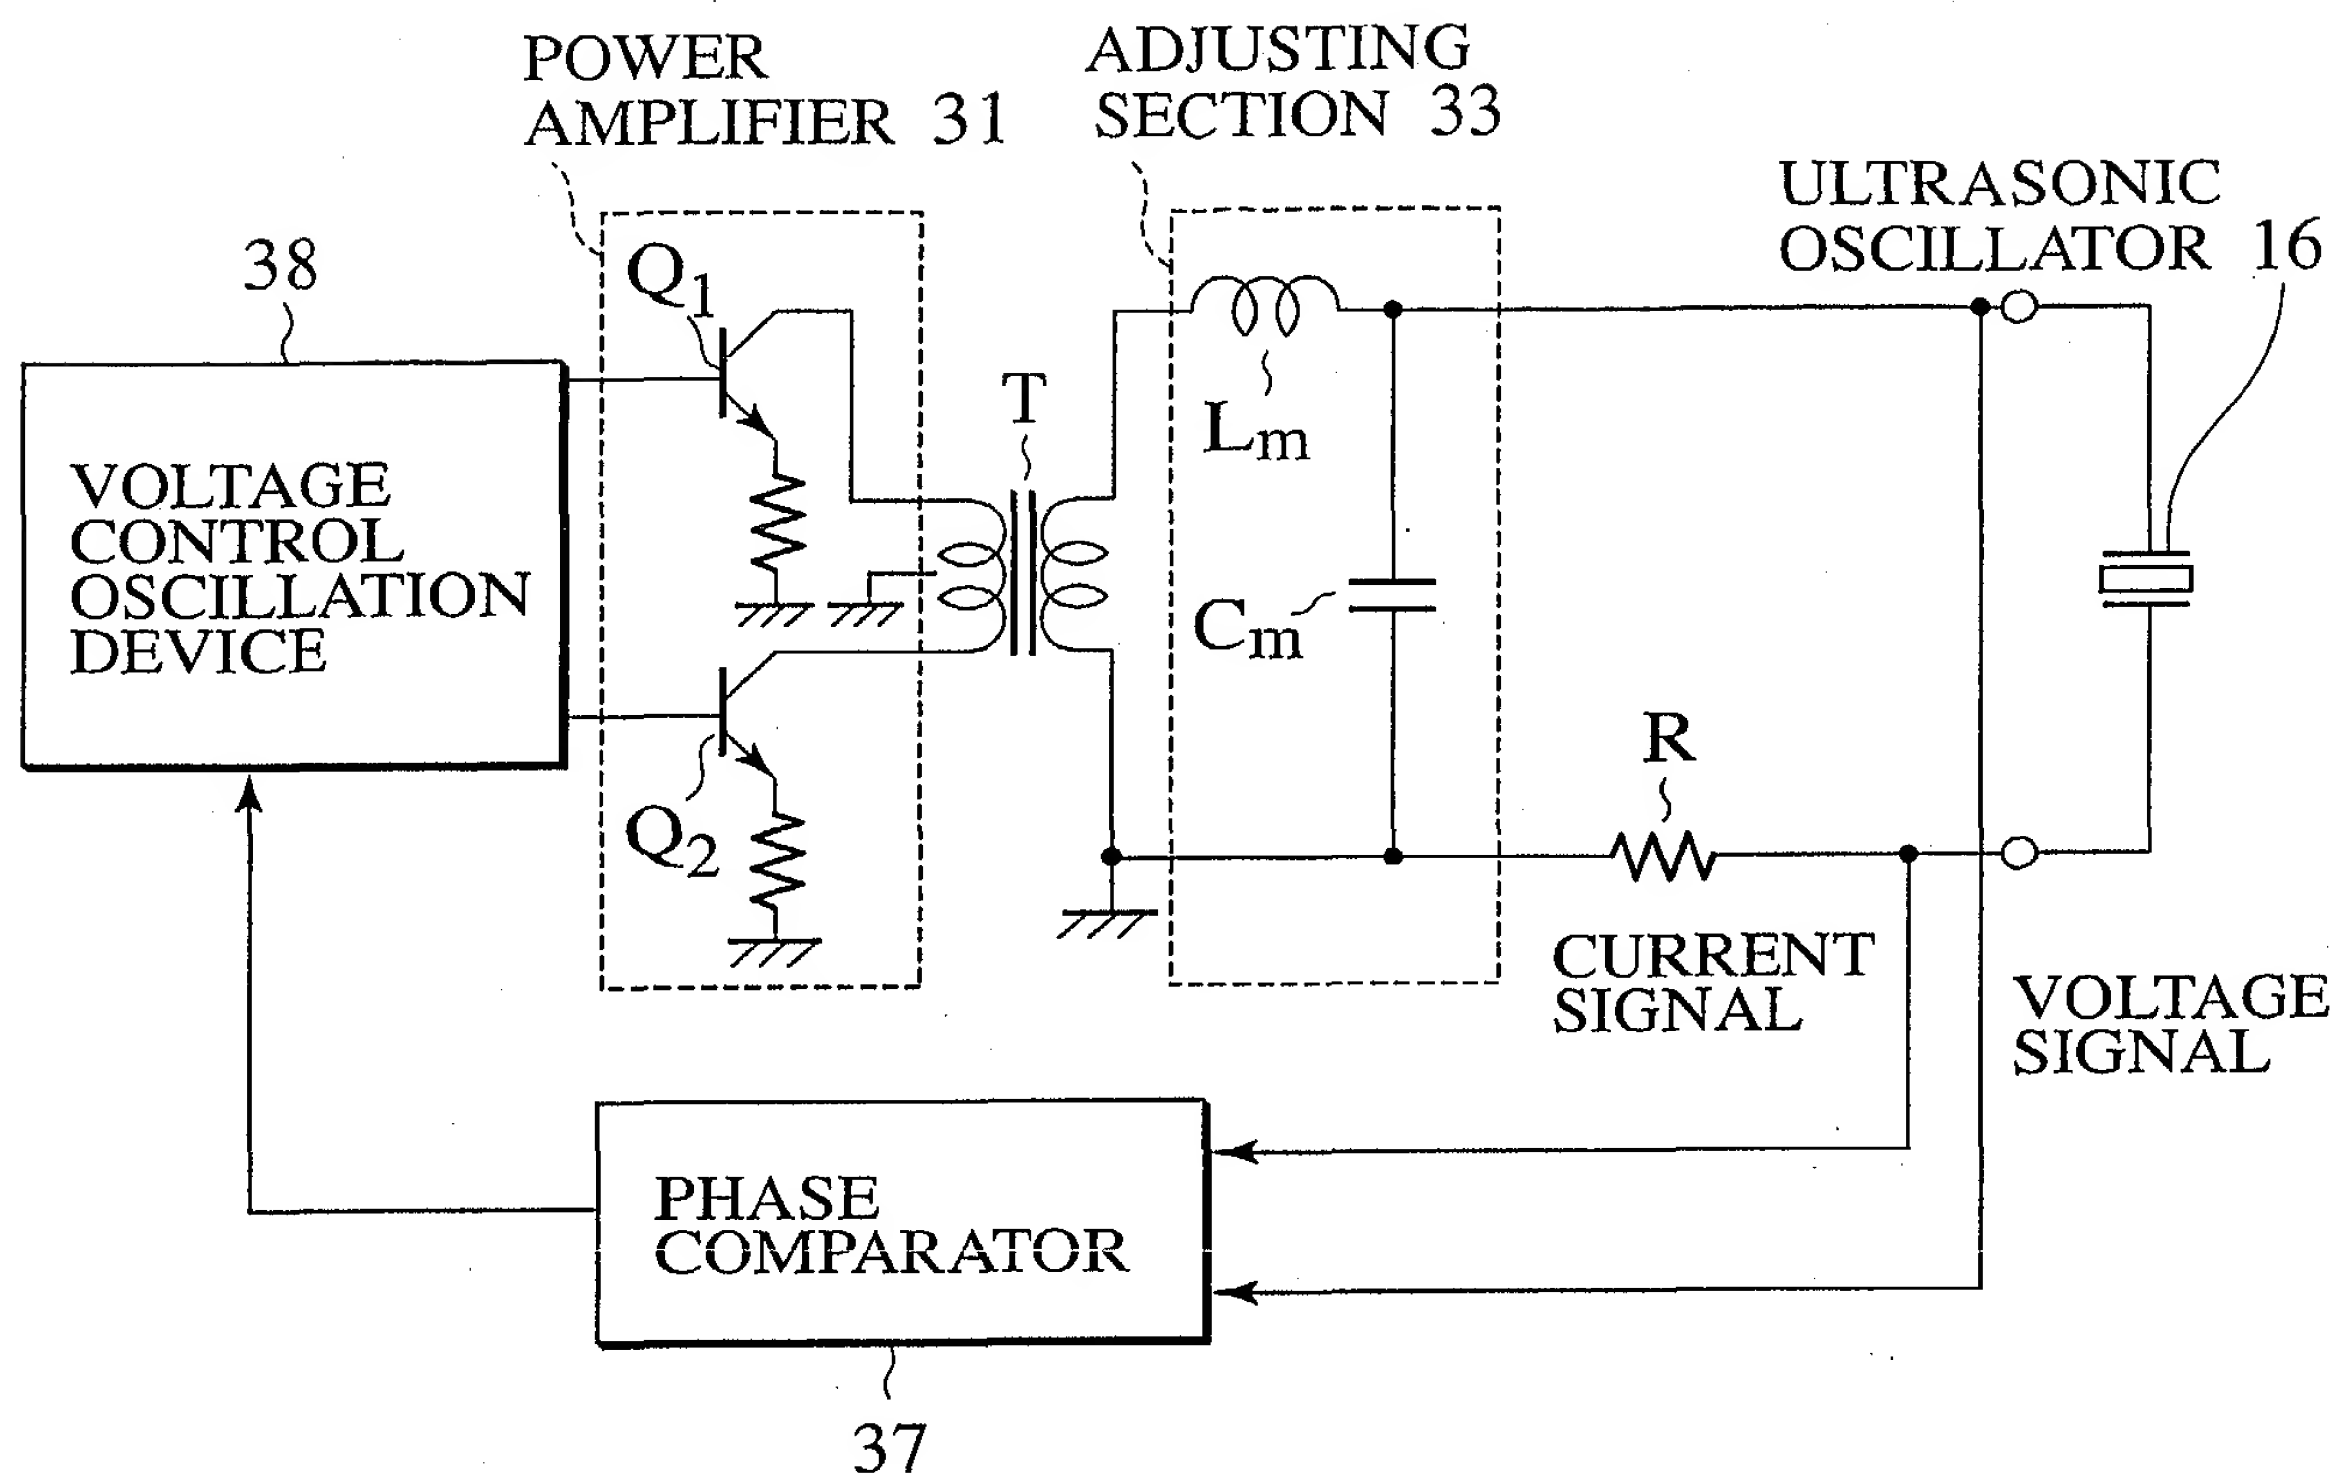 POWER
AMPLIFIER 31
ADJUSTING
SECTION 33
ULTRASONIC
OSCILLATOR 16
38
Q1
T
Lm
VOLTAGE
CONTROL
OSCILLATION
DEVICE
Cm
R
Q2
CURRENT
SIGNAL
VOLTAGE
SIGNAL
PHASE
COMPARATOR
37